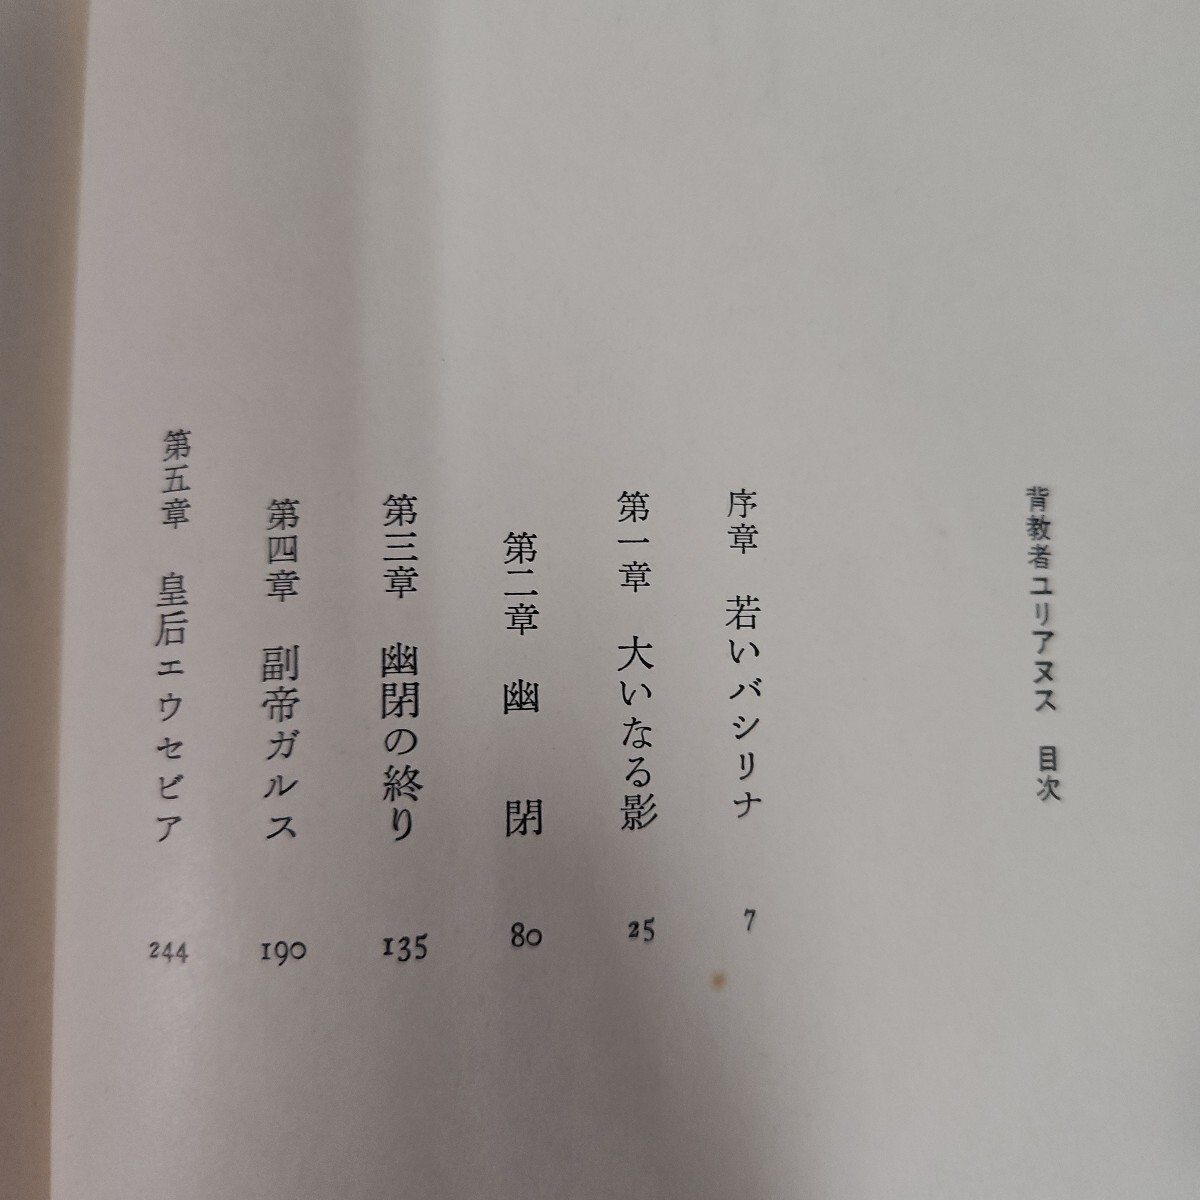 背教者ユリアヌス　目次
序章　若いバシリナ　7
第一章　大いなる影　25
第二章　幽　閉　80
第三章　幽閉の終り　135
第四章　副帝ガルス　190
第五章　皇后エウセビア　244